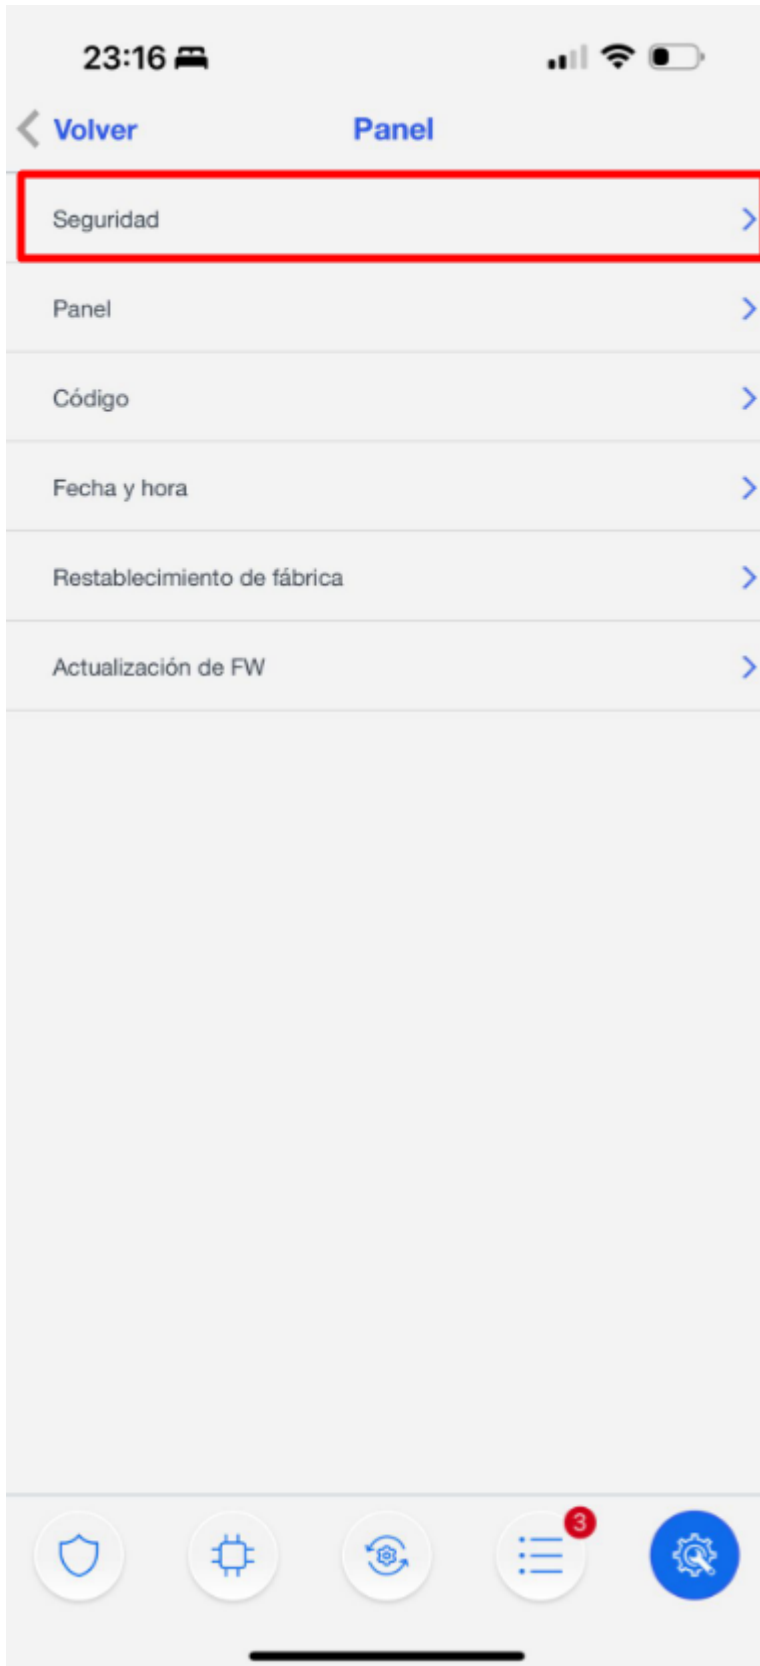 23:16
Volver
Panel
Seguridad
Panel
Código
Fecha y hora
Restablecimiento de fábrica
Actualización de FW
3